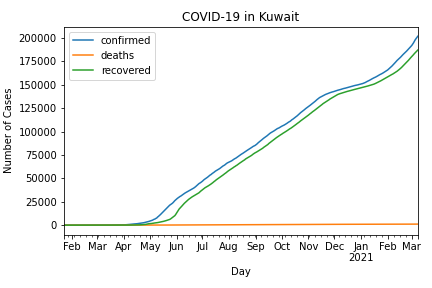 COVID-19 in Kuwait
confirmed
deaths
recovered
Number of Cases
200000
175000
150000
125000
100000
75000
50000
25000
0
Feb Mar Apr May Jun Jul Aug Sep Oct Nov Dec Jan Feb Mar
2021
Day